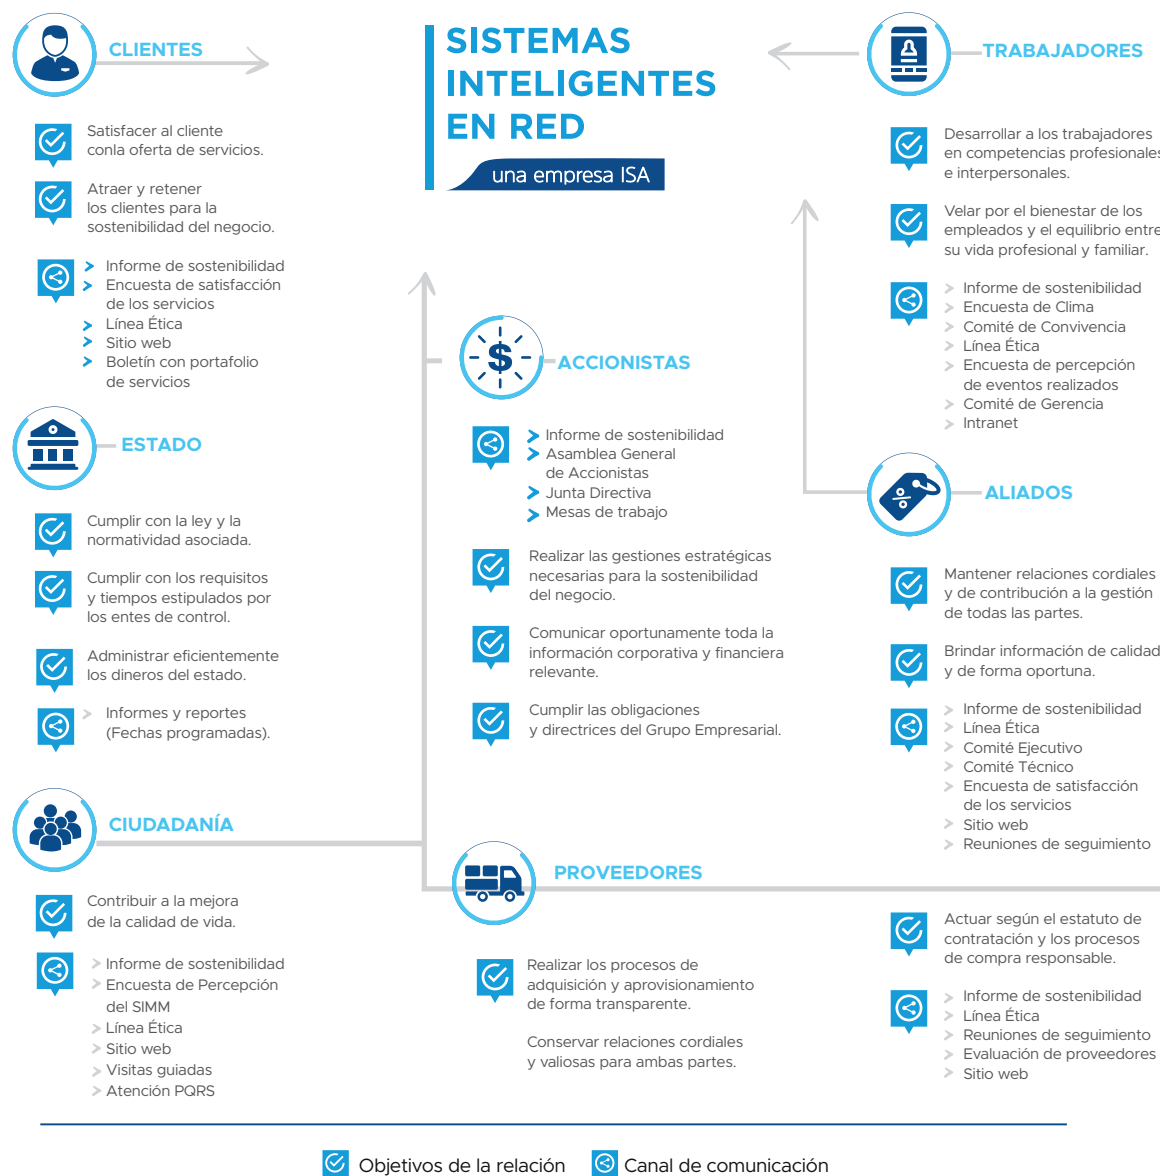 CLIENTES
Satisfacer al cliente
conla oferta de servicios.
Atraer y retener
los clientes para la
sostenibilidad del negocio.
Informe de sostenibilidad
Encuesta de satisfacción
de los servicios
Línea Ética
Sitio web
Boletín con portafolio
de servicios
ESTADO
Cumplir con la ley y la
normatividad asociada.
Cumplir con los requisitos
y tiempos estipulados por
los entes de control.
Administrar eficientemente
los dineros del estado.
Informes y reportes
(Fechas programadas).
CIUDADANÍA
Contribuir a la mejora
de la calidad de vida.
Informe de sostenibilidad
Encuesta de Percepción
del SIMM
Línea Ética
Sitio web
Visitas guiadas
Atención PQRS
SISTEMAS
INTELIGENTES
EN RED
una empresa ISA
$
ACCIONISTAS
Informe de sostenibilidad
Asamblea General
de Accionistas
Junta Directiva
Mesas de trabajo
Realizar las gestiones estratégicas
necesarias para la sostenibilidad
del negocio.
Comunicar oportunamente toda la
información corporativa y financiera
relevante.
Cumplir las obligaciones
y directrices del Grupo Empresarial.
PROVEEDORES
Realizar los procesos de
adquisición y aprovisionamiento
de forma transparente.
Conservar relaciones cordiales
y valiosas para ambas partes.
TRABAJADORES
Desarrollar a los trabajadores
en competencias profesionales
e interpersonales.
Velar por el bienestar de los
empleados y el equilibrio entre
su vida profesional y familiar.
Informe de sostenibilidad
Encuesta de Clima
Comité de Convivencia
Línea Ética
Encuesta de percepción
de eventos realizados
Comité de Gerencia
Intranet
%
ALIADOS
Mantener relaciones cordiales
y de contribución a la gestión
de todas las partes.
Brindar información de calidad
y de forma oportuna.
Informe de sostenibilidad
Línea Ética
Comité Ejecutivo
Comité Técnico
Encuesta de satisfacción
de los servicios
Sitio web
Reuniones de seguimiento
Actuar según el estatuto de
contratación y los procesos
de compra responsable.
Informe de sostenibilidad
Línea Ética
Reuniones de seguimiento
Evaluación de proveedores
Sitio web
Objetivos de la relación
Canal de comunicación